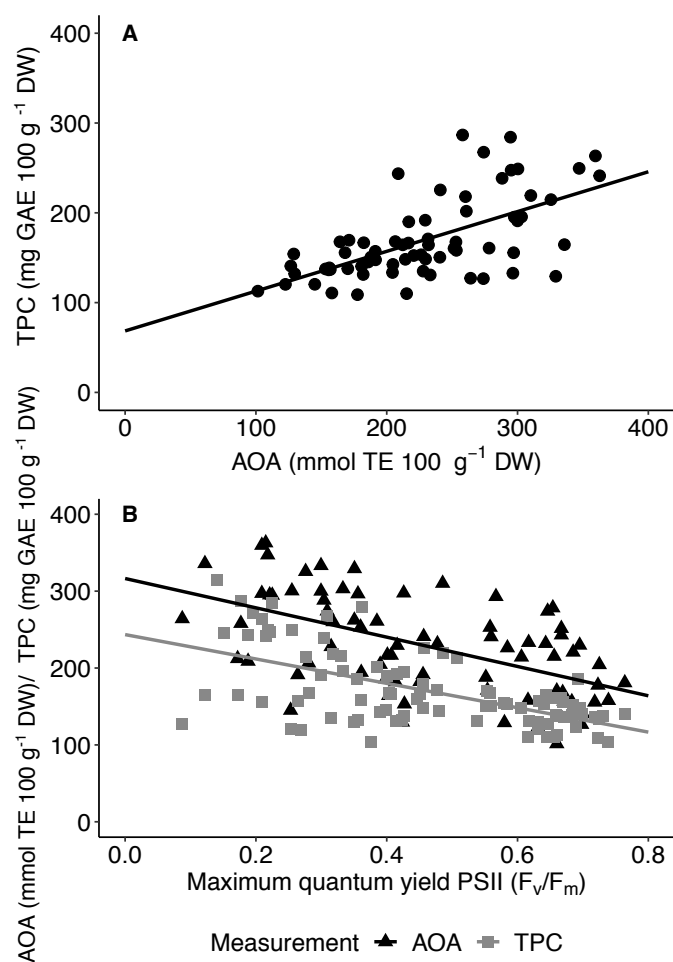 A
TPC (mg GAE 100 g ⁻¹ DW)
400
300
200
100
0
0 100 200 300 400
AOA (mmol TE 100 g⁻¹ DW)
B
AOA (mmol TE 100 g⁻¹ DW)/ TPC (mg GAE 100 g⁻¹ DW)
400
300
200
100
0
0.0 0.2 0.4 0.6 0.8
Maximum quantum yield PSII (Fᵥ/Fₘ)
Measurement AOA TPC